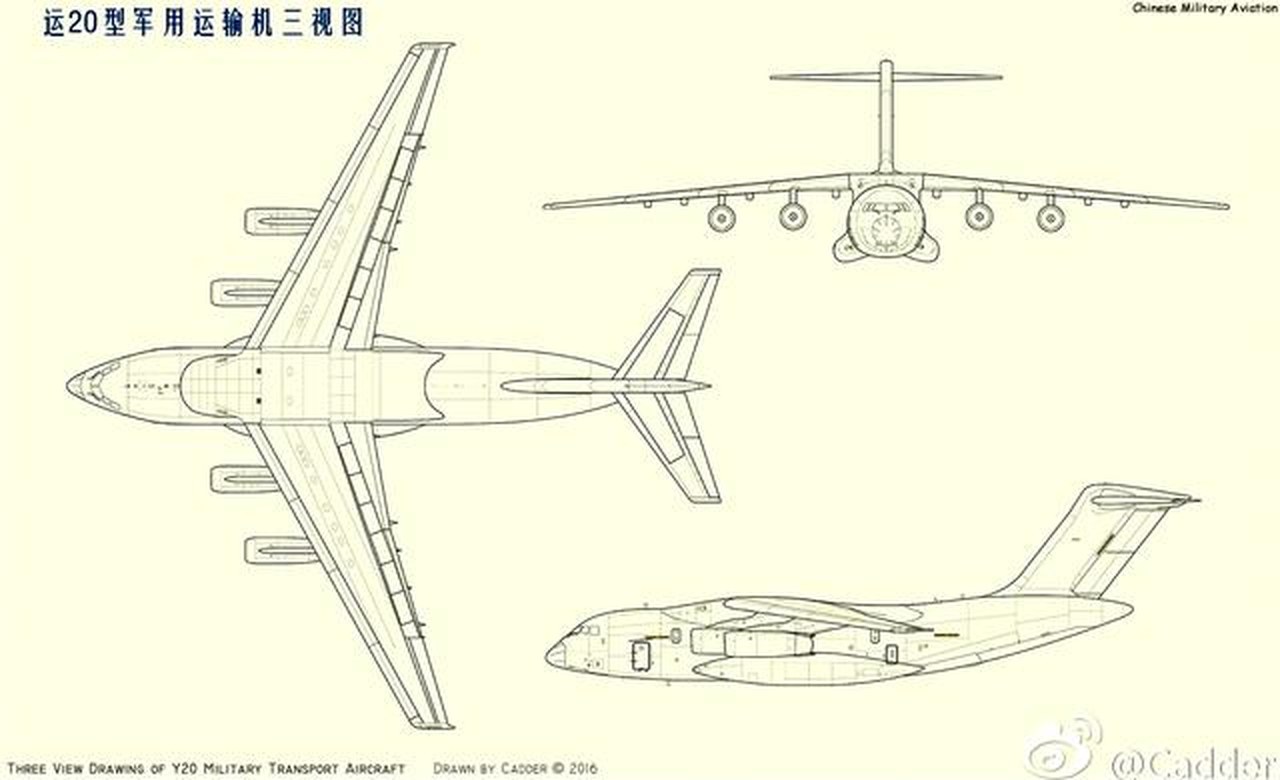 运20型军用运输机三视图
Chinese Military Aviation
THREE VIEW DRAWING OF Y20 MILITARY TRANSPORT AIRCRAFT DRAWN BY CADDER © 2016
@Cadder